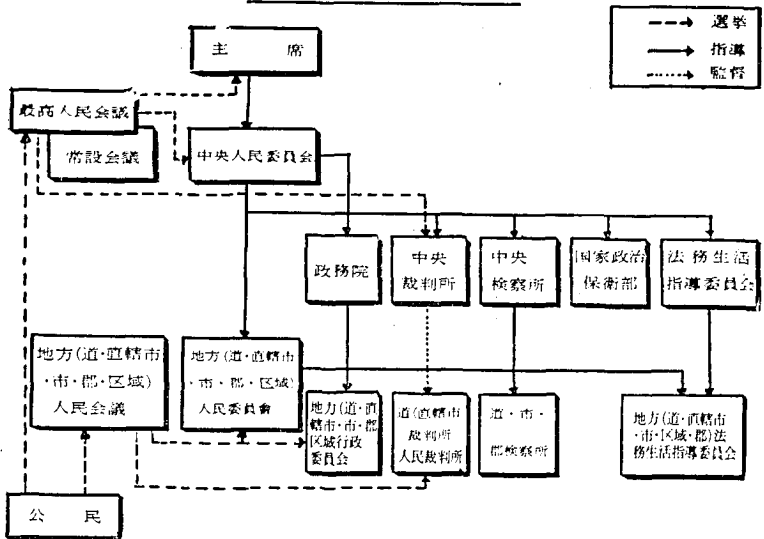 選挙
指導
監督
主 席
最高人民会議
常設会議
中央人民委員会
政務院
中央
裁判所
中央
検察所
国家政治
保衛部
法務生活
指導委員会
地方(道·直轄市
·市·郡·区域)
人民会議
地方(道·直轄市
·市·郡·区域)
人民委員會
地方(道·直
轄市·市·郡
区域行政
委員会
道(直轄市
裁判所
人民裁判所
道·市·
郡検察所
地方(道·直轄市
·市·区域·郡)法
務生活指導委員会
公 民